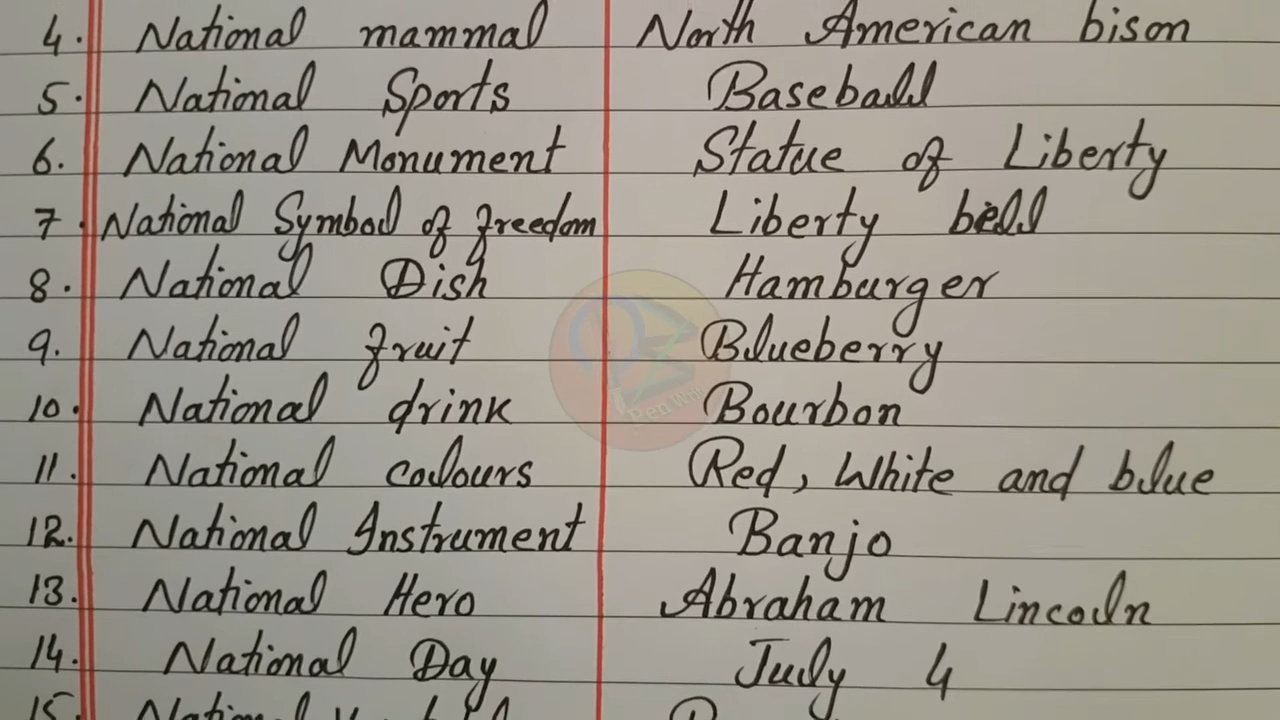 4. National mammal North American bison
5. National Sports Baseball
6. National Monument Statue of Liberty
7. National Symbol of freedom Liberty bell
8. National Dish Hamburger
9. National fruit Blueberry
10. National drink Bourbon
11. National colours Red, White and blue
12. National Instrument Banjo
13. National Hero Abraham Lincoln
14. National Day July 4
15. National